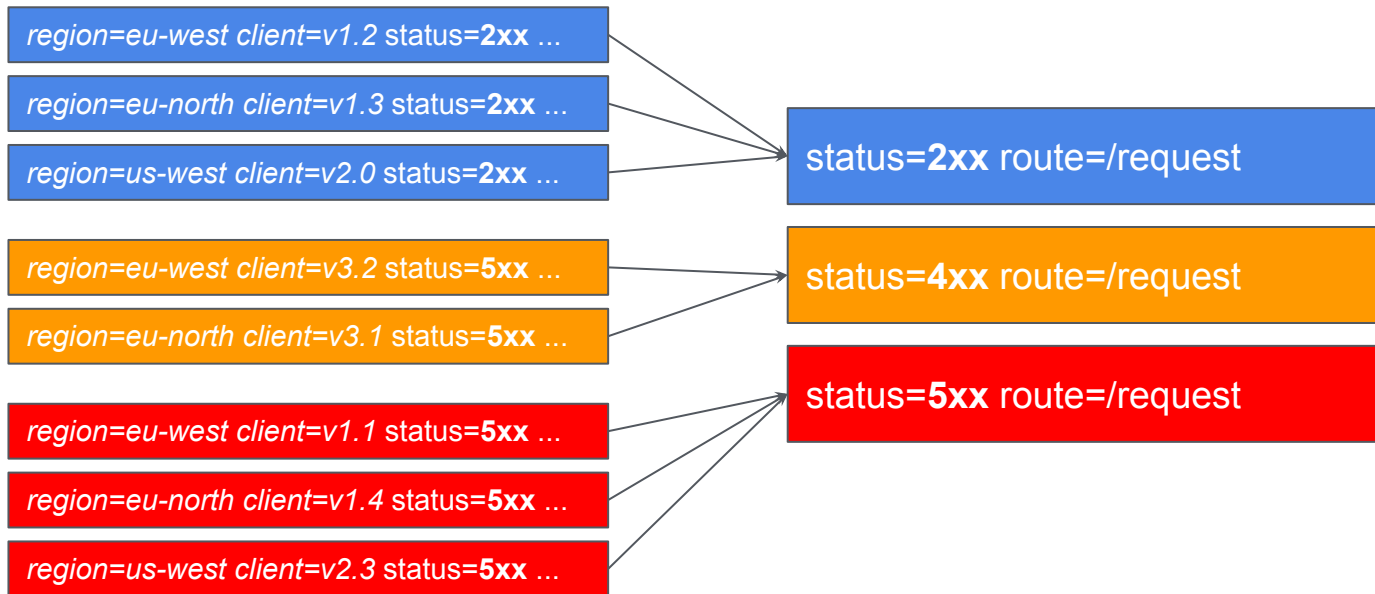 region=eu-west client=v1.2 status=2xx ...
region=eu-north client=v1.3 status=2xx ...
region=us-west client=v2.0 status=2xx ...
region=eu-west client=v3.2 status=5xx ...
region=eu-north client=v3.1 status=5xx ...
region=eu-west client=v1.1 status=5xx ...
region=eu-north client=v1.4 status=5xx ...
region=us-west client=v2.3 status=5xx ...
status=2xx route=/request
status=4xx route=/request
status=5xx route=/request